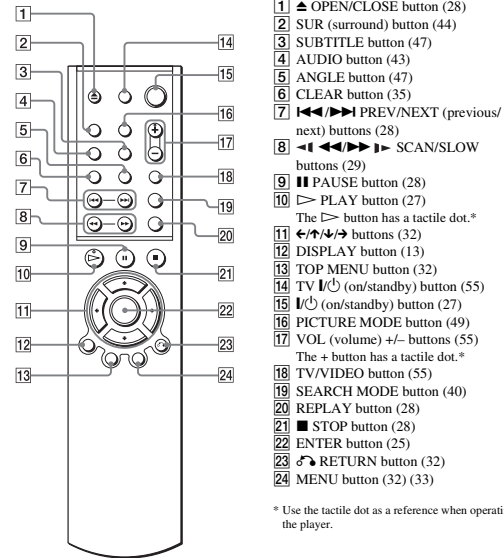 1 ⏏ OPEN/CLOSE button (28)
2 SUR (surround) button (44)
3 SUBTITLE button (47)
4 AUDIO button (43)
5 ANGLE button (47)
6 CLEAR button (35)
7 ⏮/⏭ PREV/NEXT (previous/
next) buttons (28)
8 ◅▮ ◀◀/▶▶ ▮▻ SCAN/SLOW
buttons (29)
9 ⏸ PAUSE button (28)
10 ▷ PLAY button (27)
The ▷ button has a tactile dot.*
11 ←/↑/↓/→ buttons (32)
12 DISPLAY button (13)
13 TOP MENU button (32)
14 TV I/⏻ (on/standby) button (55)
15 I/⏻ (on/standby) button (27)
16 PICTURE MODE button (49)
17 VOL (volume) +/– buttons (55)
The + button has a tactile dot.*
18 TV/VIDEO button (55)
19 SEARCH MODE button (40)
20 REPLAY button (28)
21 ■ STOP button (28)
22 ENTER button (25)
23 RETURN button (32)
24 MENU button (32) (33)
* Use the tactile dot as a reference when operati
the player.
1
2
3
4
5
6
7
8
9
10
11
12
13
14
15
16
17
18
19
20
21
22
23
24